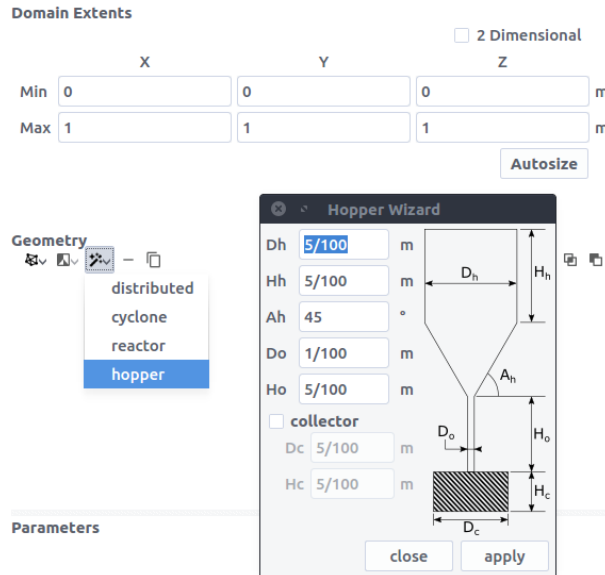 Domain Extents
2 Dimensional
X Y Z
Min 0 0 0 m
Max 1 1 1 m
Autosize
Hopper Wizard
Geometry
distributed
cyclone
reactor
hopper
Dh 5/100 m
Hh 5/100 m
Ah 45 °
Do 1/100 m
Ho 5/100 m
collector
Dc 5/100 m
Hc 5/100 m
Dh
Hh
Ah
Do
Ho
Hc
Dc
Parameters
close apply